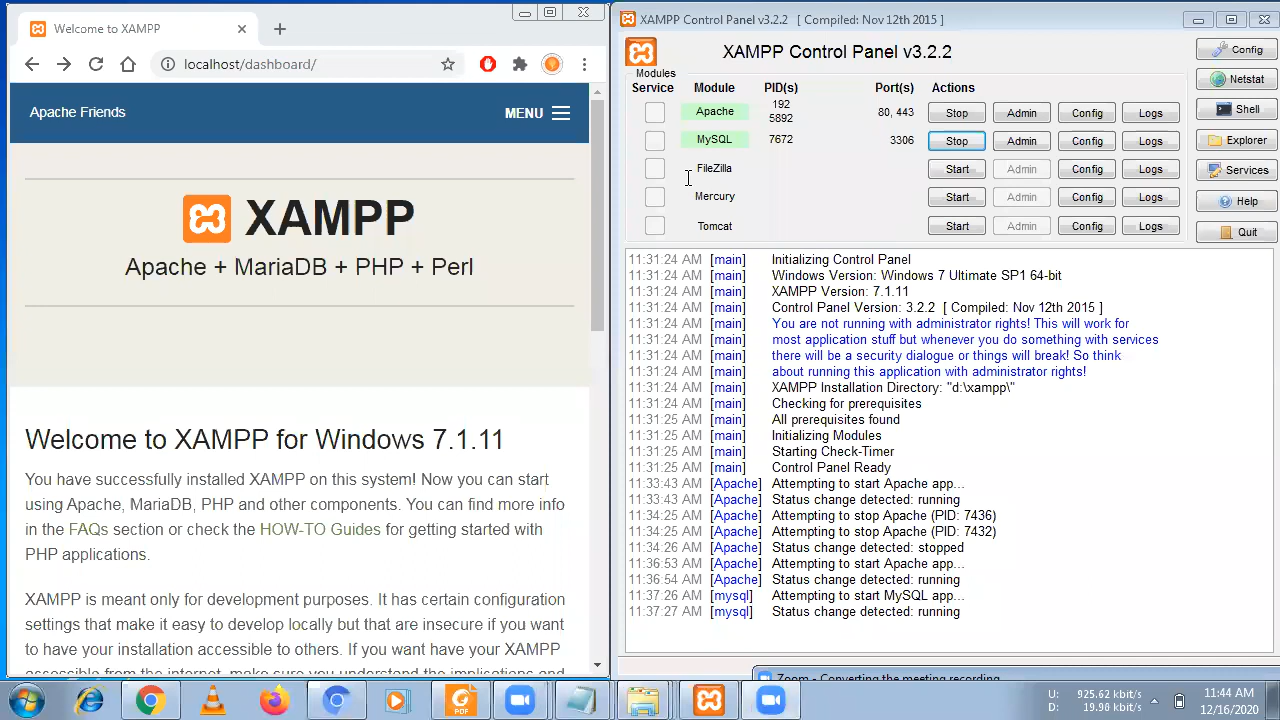 Welcome to XAMPP
localhost/dashboard/
Apache Friends
MENU
XAMPP
Apache + MariaDB + PHP + Perl
Welcome to XAMPP for Windows 7.1.11
You have successfully installed XAMPP on this system! Now you can start
using Apache, MariaDB, PHP and other components. You can find more info
in the FAQs section or check the HOW-TO Guides for getting started with
PHP applications.
XAMPP is meant only for development purposes. It has certain configuration
settings that make it easy to develop locally but that are insecure if you want
to have your installation accessible to others. If you want have your XAMPP
accessible from the internet, make sure you understand the implications and
XAMPP Control Panel v3.2.2 [ Compiled: Nov 12th 2015 ]
XAMPP Control Panel v3.2.2
Config
Modules
Service Module PID(s) Port(s) Actions
Netstat
Apache 192 5892 80, 443 Stop Admin Config Logs
Shell
MySQL 7672 3306 Stop Admin Config Logs
Explorer
FileZilla Start Admin Config Logs
Services
Mercury Start Admin Config Logs
Help
Tomcat Start Admin Config Logs
Quit
11:31:24 AM [main] Initializing Control Panel
11:31:24 AM [main] Windows Version: Windows 7 Ultimate SP1 64-bit
11:31:24 AM [main] XAMPP Version: 7.1.11
11:31:24 AM [main] Control Panel Version: 3.2.2 [ Compiled: Nov 12th 2015 ]
11:31:24 AM [main] You are not running with administrator rights! This will work for
11:31:24 AM [main] most application stuff but whenever you do something with services
11:31:24 AM [main] there will be a security dialogue or things will break! So think
11:31:24 AM [main] about running this application with administrator rights!
11:31:24 AM [main] XAMPP Installation Directory: "d:\xampp\"
11:31:24 AM [main] Checking for prerequisites
11:31:25 AM [main] All prerequisites found
11:31:25 AM [main] Initializing Modules
11:31:25 AM [main] Starting Check-Timer
11:31:25 AM [main] Control Panel Ready
11:33:43 AM [Apache] Attempting to start Apache app...
11:33:43 AM [Apache] Status change detected: running
11:34:25 AM [Apache] Attempting to stop Apache (PID: 7436)
11:34:25 AM [Apache] Attempting to stop Apache (PID: 7432)
11:34:26 AM [Apache] Status change detected: stopped
11:36:53 AM [Apache] Attempting to start Apache app...
11:36:54 AM [Apache] Status change detected: running
11:37:26 AM [mysql] Attempting to start MySQL app...
11:37:27 AM [mysql] Status change detected: running
Zoom - Converting the meeting recording
PDF
U: 925.62 kbit/s
D: 19.98 kbit/s
11:44 AM
12/16/2020